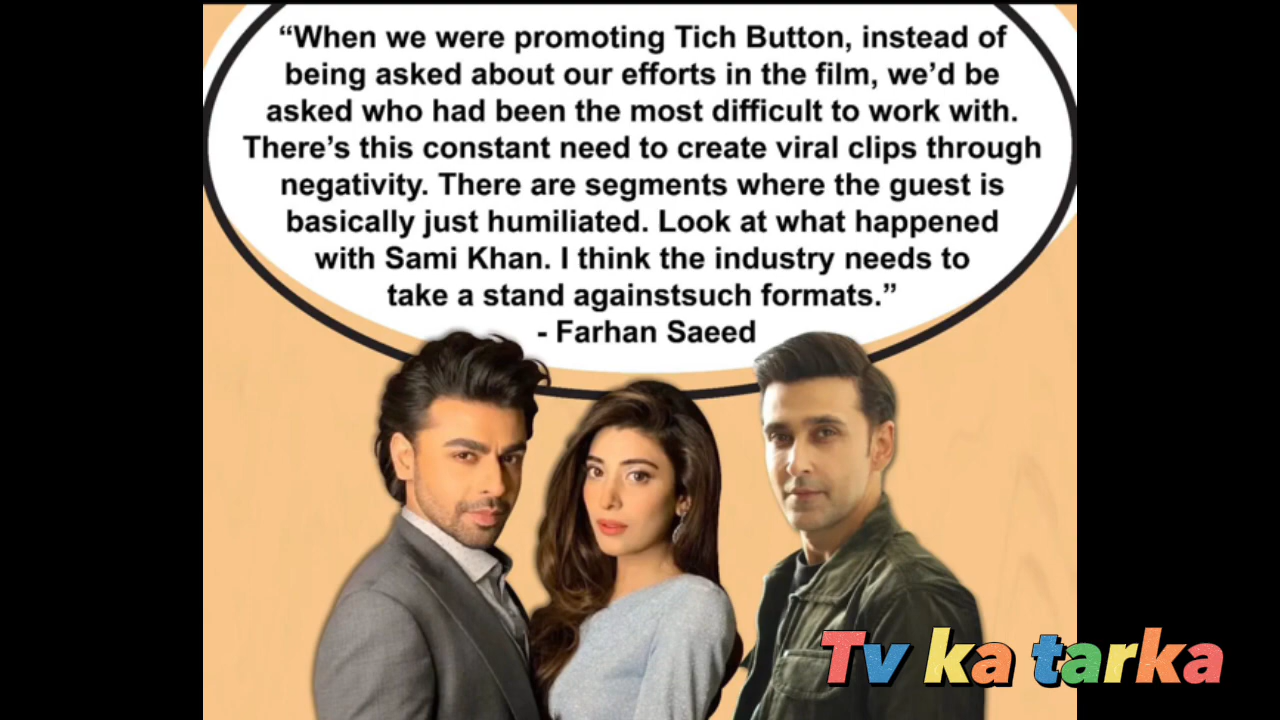 “When we were promoting Tich Button, instead of
being asked about our efforts in the film, we’d be
asked who had been the most difficult to work with.
There’s this constant need to create viral clips through
negativity. There are segments where the guest is
basically just humiliated. Look at what happened
with Sami Khan. I think the industry needs to
take a stand againstsuch formats.”
- Farhan Saeed
Tv ka tarka